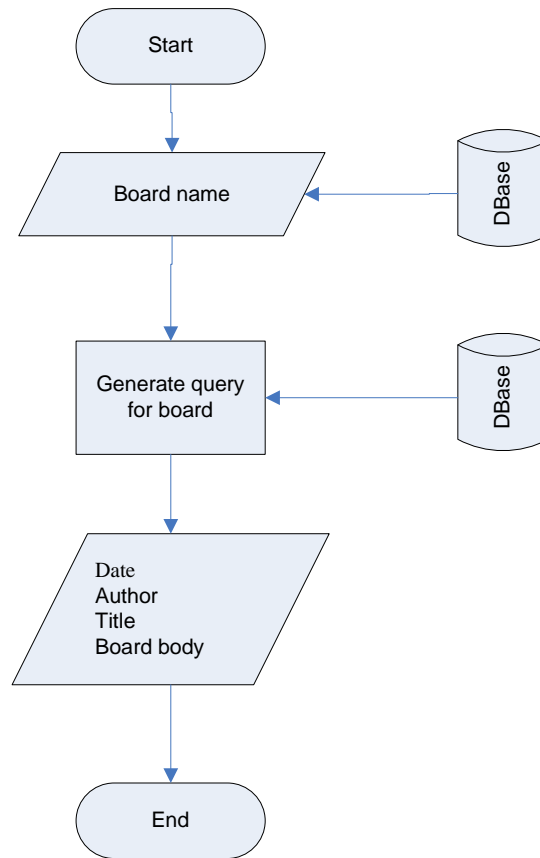 Start
Board name
DBase
Generate query
for board
DBase
Date
Author
Title
Board body
End